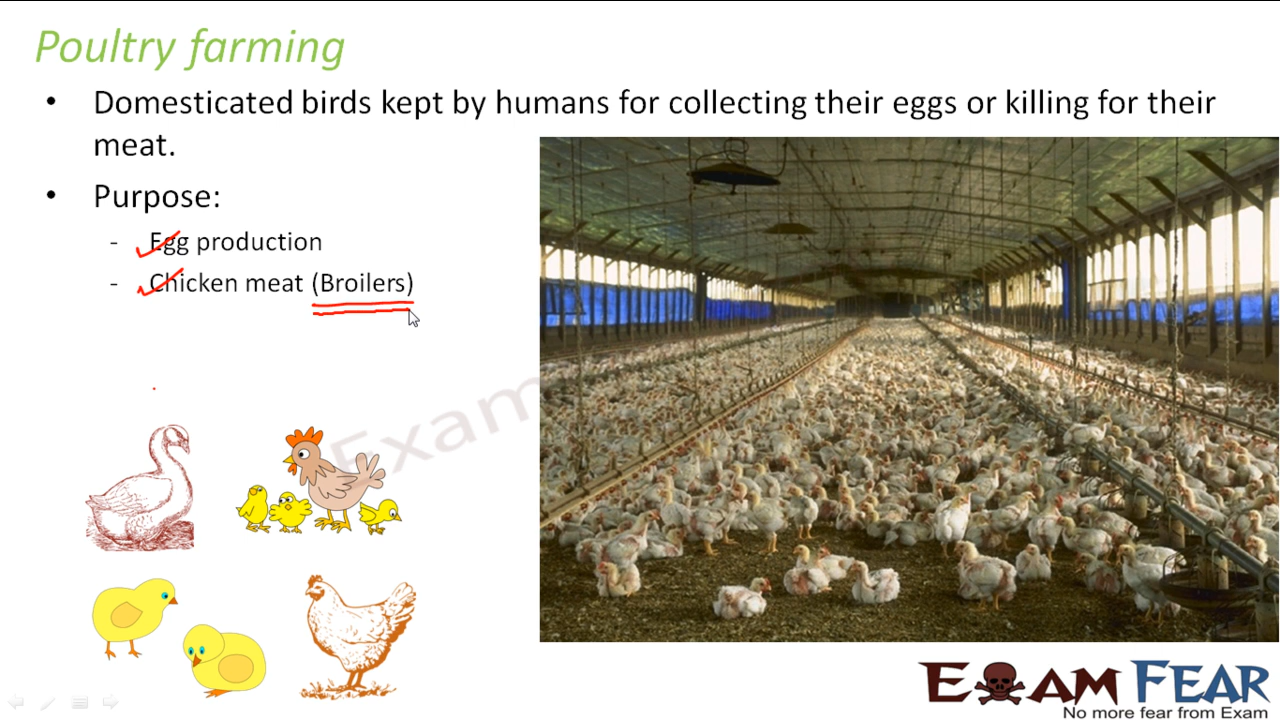 Poultry farming
• Domesticated birds kept by humans for collecting their eggs or killing for their
meat.
• Purpose:
- Egg production
- Chicken meat (Broilers)
Exam
EXAM FEAR
No more fear from Exam